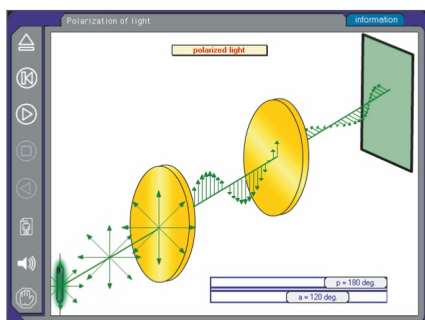 Polarization of light
information
polarized light
p = 180 deg.
a = 120 deg.